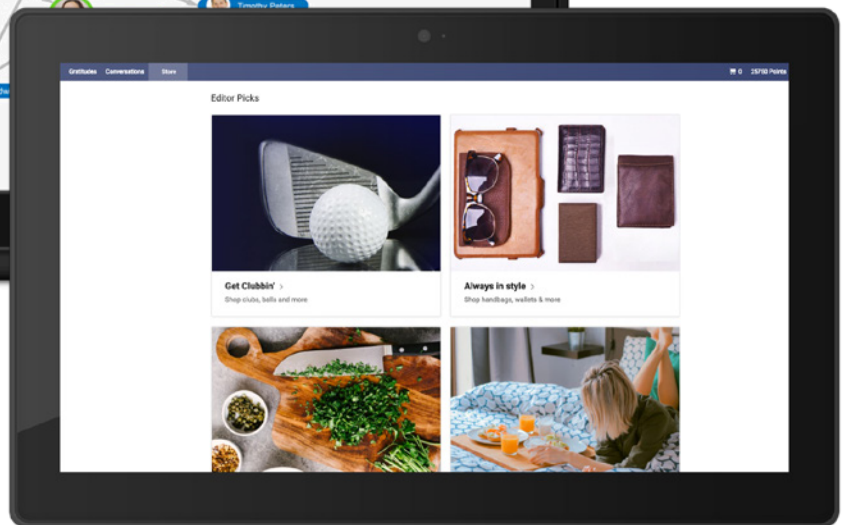 Timothy Peters
Gratitudes Conversations Store 0 25750 Points
Editor Picks
Get Clubbin' >
Shop clubs, balls and more
Always in style >
Shop handbags, wallets & more